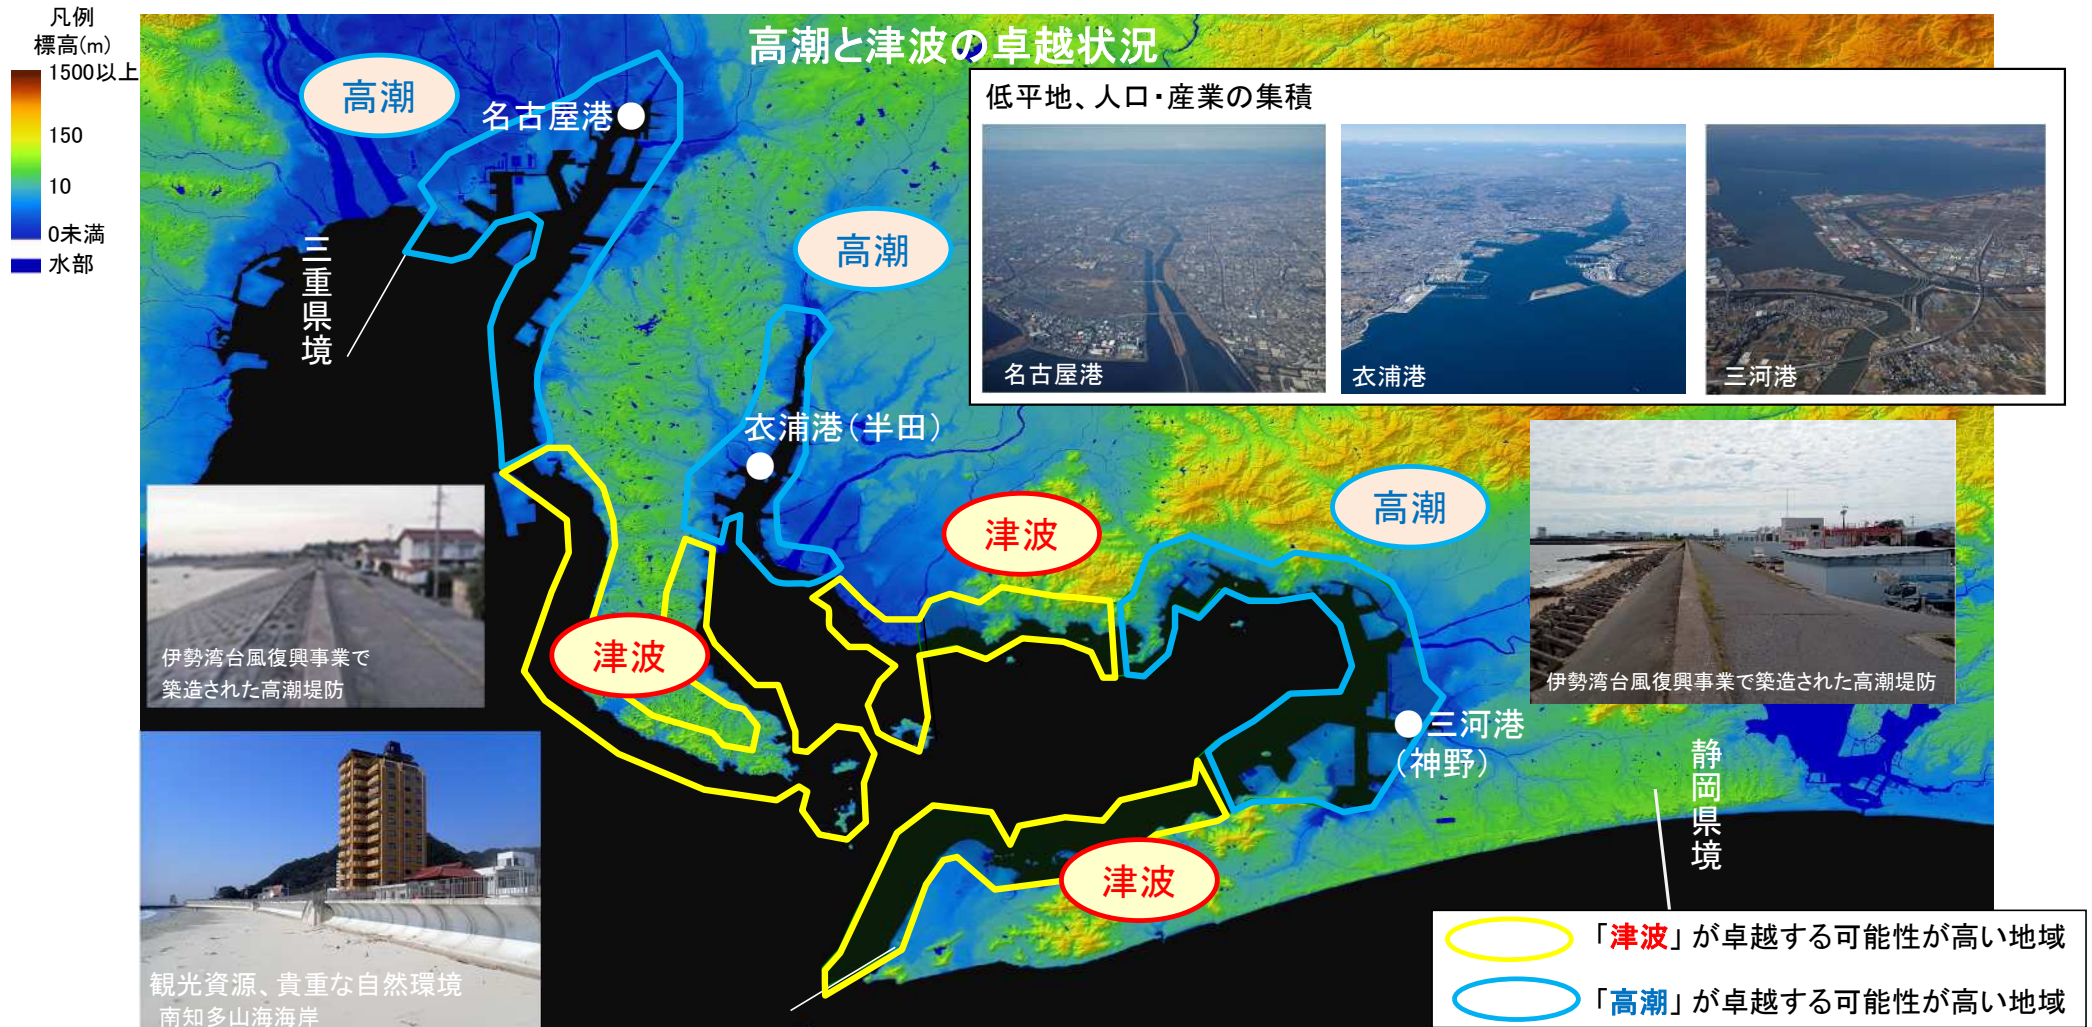 凡例
標高(m)
1500以上
150
10
0未満
水部
高潮と津波の卓越状況
高潮
名古屋港
三重県境
高潮
低平地、人口・産業の集積
名古屋港
衣浦港
三河港
衣浦港（半田）
津波
高潮
伊勢湾台風復興事業で
築造された高潮堤防
津波
伊勢湾台風復興事業で築造された高潮堤防
三河港
（神野）
静岡県境
津波
観光資源、貴重な自然環境
南知多山海海岸
「津波」が卓越する可能性が高い地域
「高潮」が卓越する可能性が高い地域